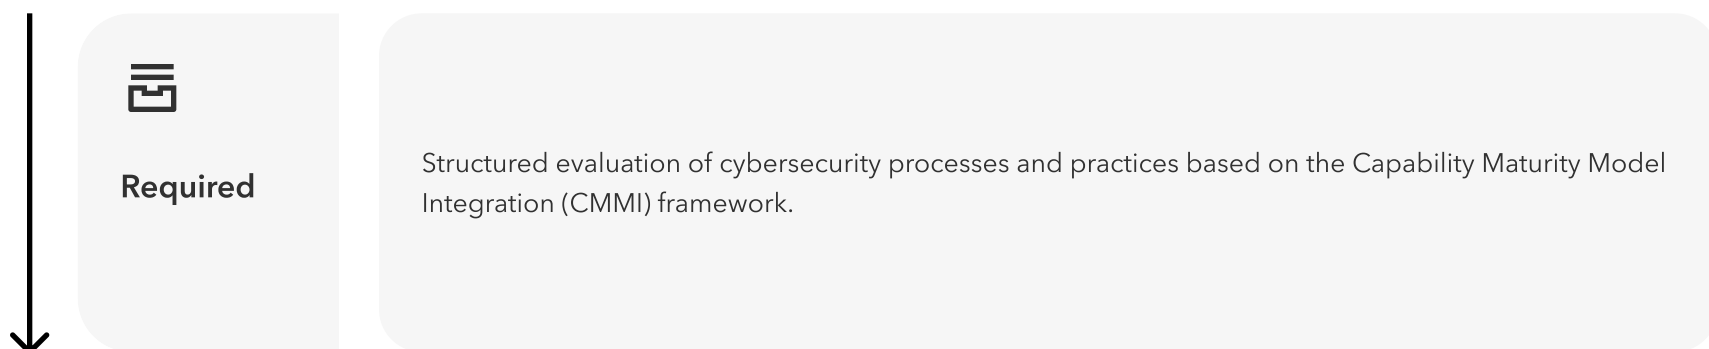 Required
Structured evaluation of cybersecurity processes and practices based on the Capability Maturity Model
Integration (CMMI) framework.